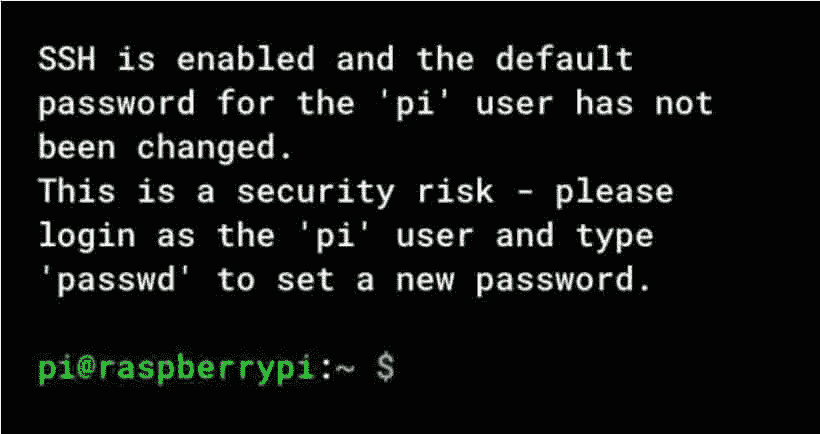 SSH is enabled and the default
password for the 'pi' user has not
been changed.
This is a security risk - please
login as the 'pi' user and type
'passwd' to set a new password.
pi@raspberrypi:~ $